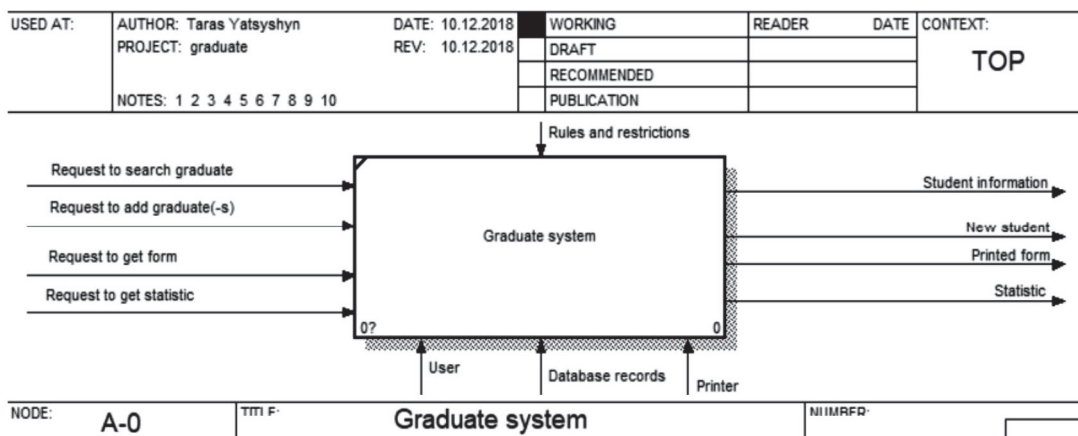 USED AT:
AUTHOR: Taras Yatsyshyn
DATE: 10.12.2018
PROJECT: graduate
REV: 10.12.2018
NOTES: 1 2 3 4 5 6 7 8 9 10
WORKING
DRAFT
RECOMMENDED
PUBLICATION
READER DATE
CONTEXT:
TOP
Rules and restrictions
Request to search graduate
Request to add graduate(-s)
Request to get form
Request to get statistic
Graduate system
0?
0
Student information
New student
Printed form
Statistic
User
Database records
Printer
NODE:
A-0
TITLE:
Graduate system
NUMBER: